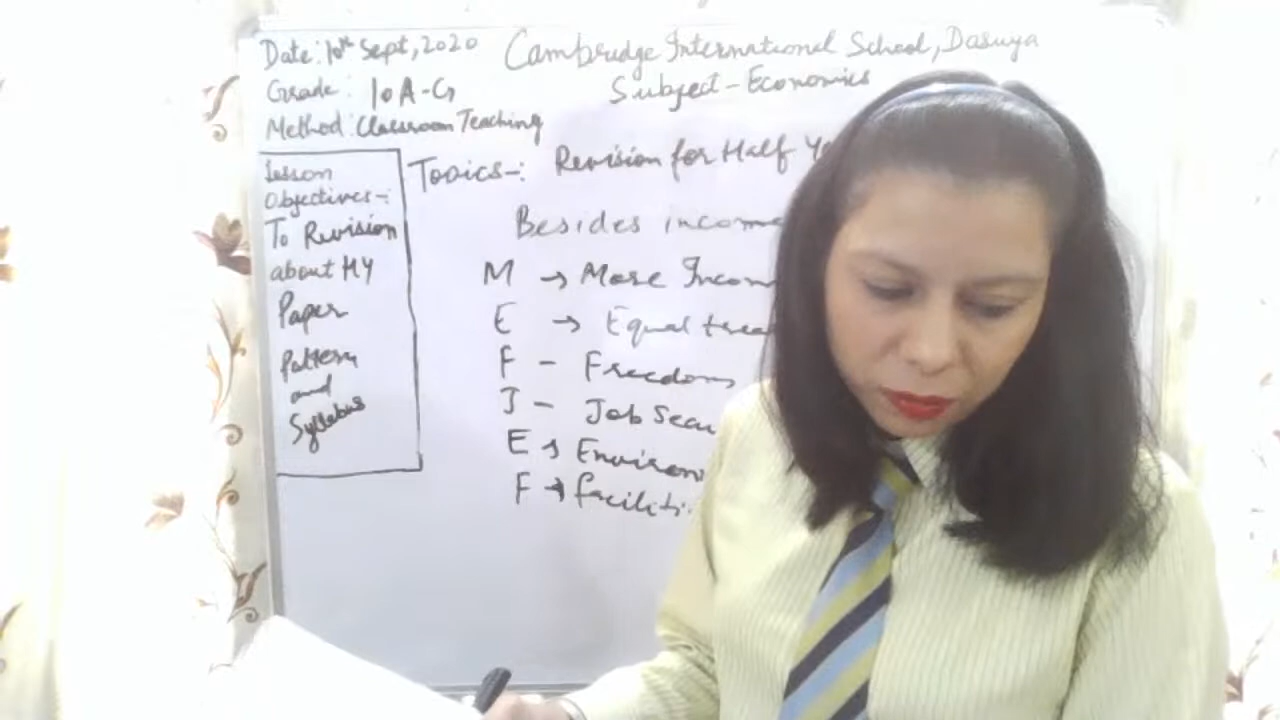 Date: 10th Sept, 2020
Cambridge International School, Dasuya
Grade: 10 A-G
Subject - Economics
Method: Classroom Teaching
Lesson
Objectives-:
To Revision
about HY
Paper
Pattern
and
Syllabus
Topics-: Revision for Half Ye
Besides income
M → More Incom
E → Equal trea
F - Freedom
J - Job Secu
E → Environ
F → faciliti